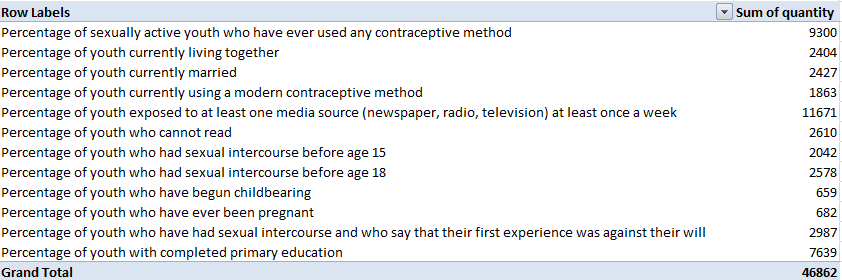 Row Labels Sum of quantity
Percentage of sexually active youth who have ever used any contraceptive method 9300
Percentage of youth currently living together 2404
Percentage of youth currently married 2427
Percentage of youth currently using a modern contraceptive method 1863
Percentage of youth exposed to at least one media source (newspaper, radio, television) at least once a week 11671
Percentage of youth who cannot read 2610
Percentage of youth who had sexual intercourse before age 15 2042
Percentage of youth who had sexual intercourse before age 18 2578
Percentage of youth who have begun childbearing 659
Percentage of youth who have ever been pregnant 682
Percentage of youth who have had sexual intercourse and who say that their first experience was against their will 2987
Percentage of youth with completed primary education 7639
Grand Total 46862